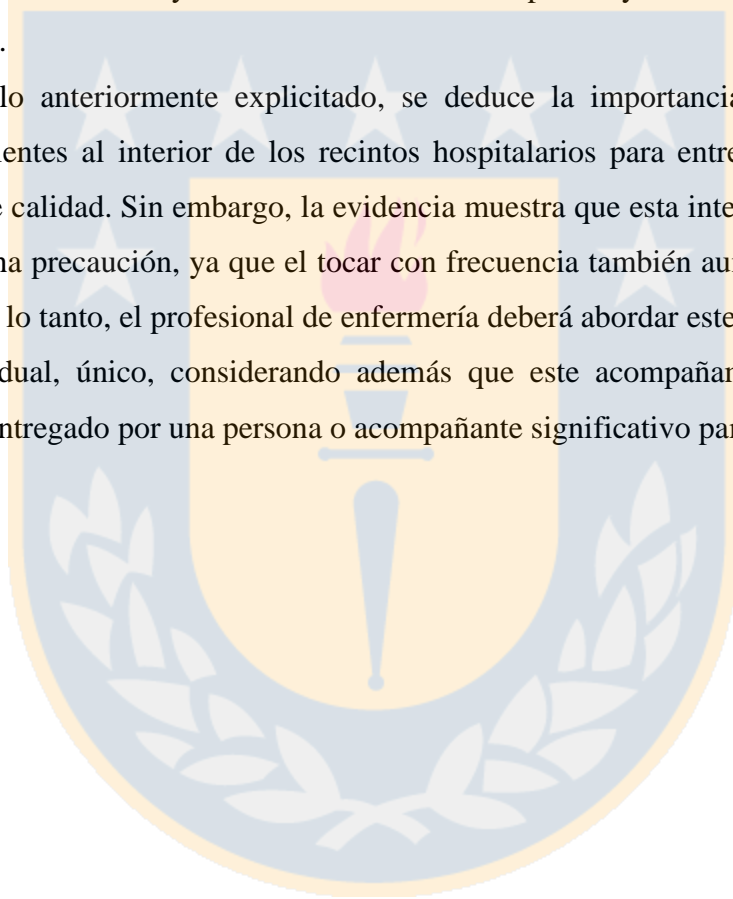 .
lo anteriormente explicitado, se deduce la importancia
ientes al interior de los recintos hospitalarios para entre
calidad. Sin embargo, la evidencia muestra que esta inte
na precaución, ya que el tocar con frecuencia también au
lo tanto, el profesional de enfermería deberá abordar este
dual, único, considerando además que este acompañan
ntregado por una persona o acompañante significativo par